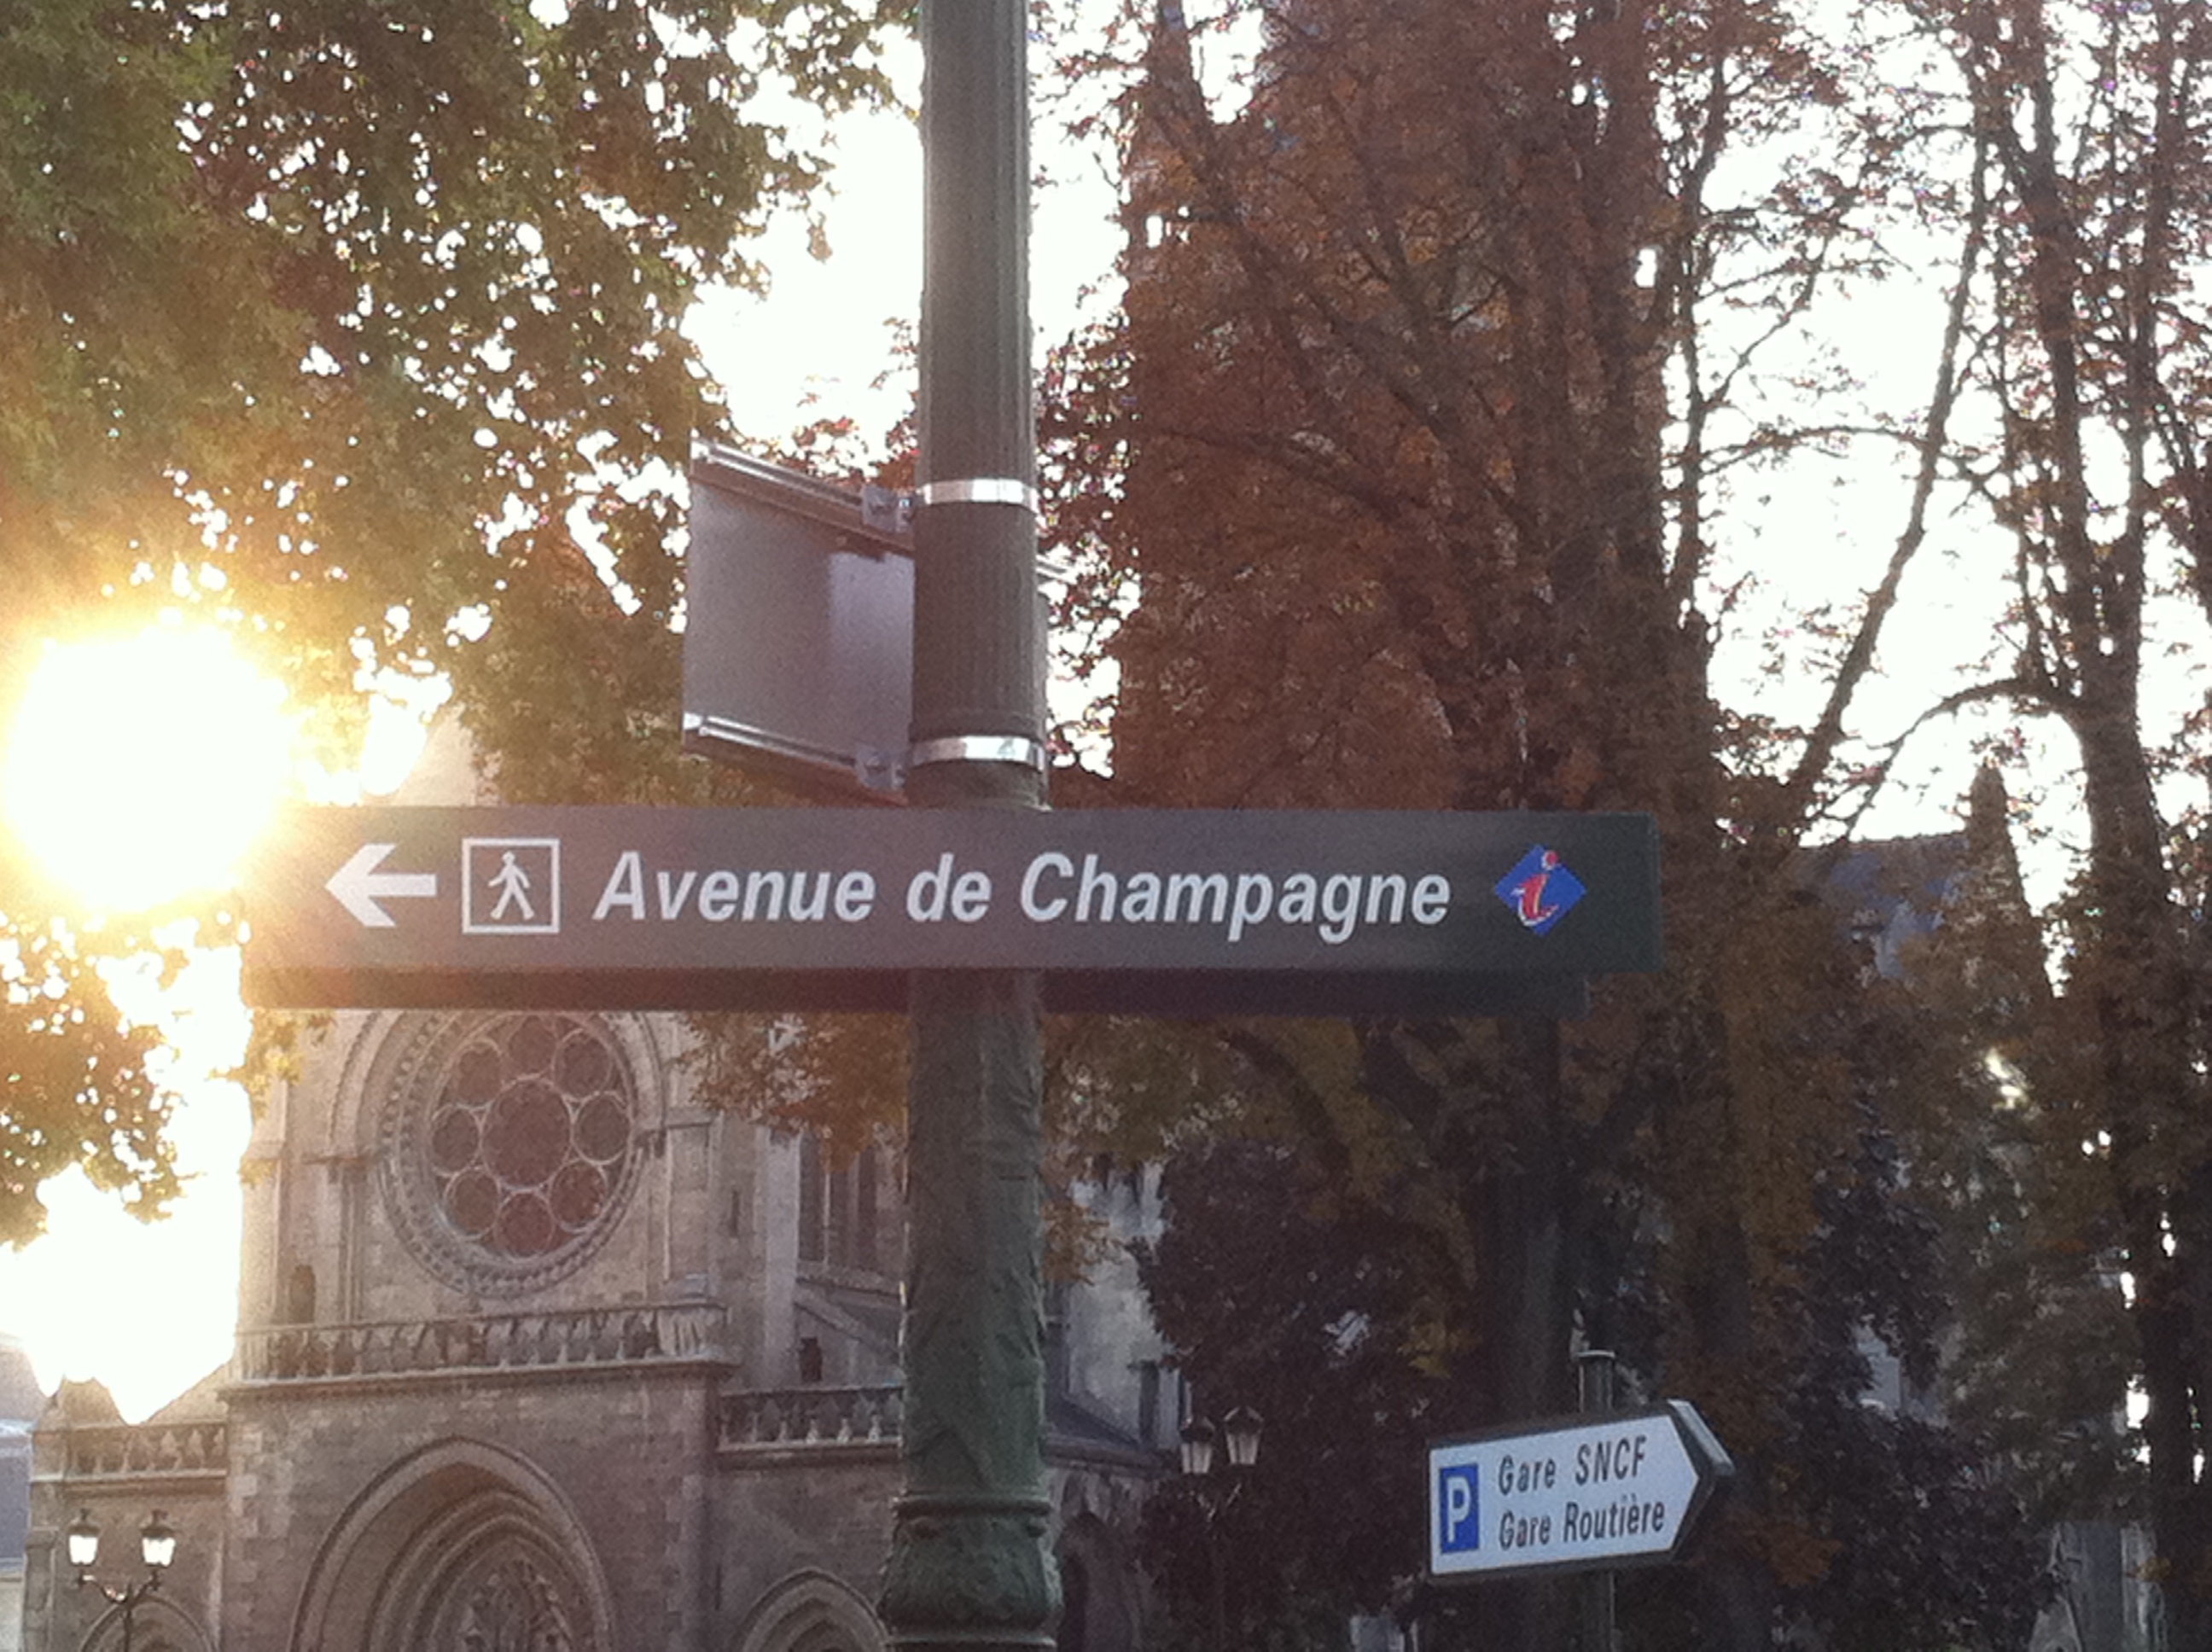 Avenue de Champagne i
P Gare SNCF
Gare Routière